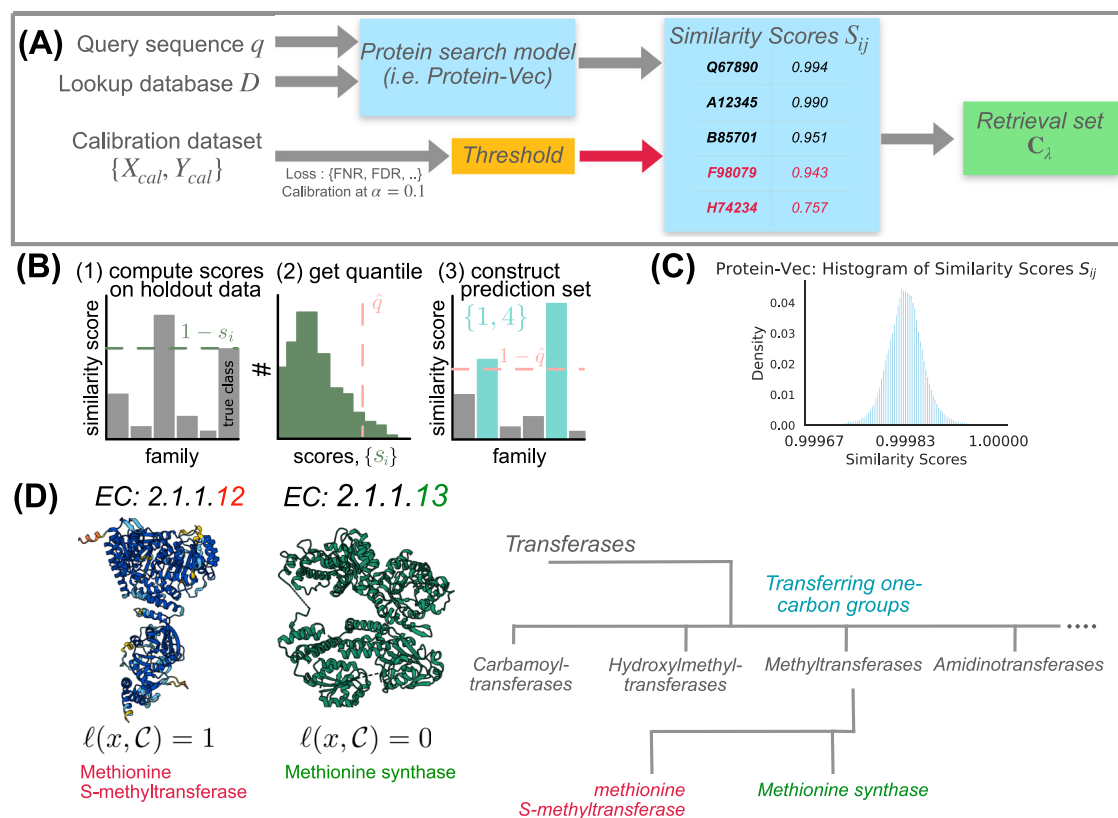 (A)
Query sequence q
Lookup database D
Calibration dataset
{X_cal, Y_cal}
Loss : {FNR, FDR, ..}
Calibration at α = 0.1
Protein search model
(i.e. Protein-Vec)
Threshold
Similarity Scores S_ij
Q67890 0.994
A12345 0.990
B85701 0.951
F98079 0.943
H74234 0.757
Retrieval set
C_λ
(B)
(1) compute scores
on holdout data
similarity score
1 − s_i
true class
family
(2) get quantile
#
q̂
scores, {s_i}
(3) construct
prediction set
similarity score
{1, 4}
1 − q̂
family
(C)
Protein-Vec: Histogram of Similarity Scores S_ij
Density
0.04
0.03
0.02
0.01
0.00
0.99967 0.99983 1.00000
Similarity Scores
(D)
EC: 2.1.1.12
ℓ(x, C) = 1
Methionine
S-methyltransferase
EC: 2.1.1.13
ℓ(x, C) = 0
Methionine synthase
Transferases
Transferring one-
carbon groups
Carbamoyl-
transferases
Hydroxylmethyl-
transferases
Methyltransferases
Amidinotransferases
....
methionine
S-methyltransferase
Methionine synthase